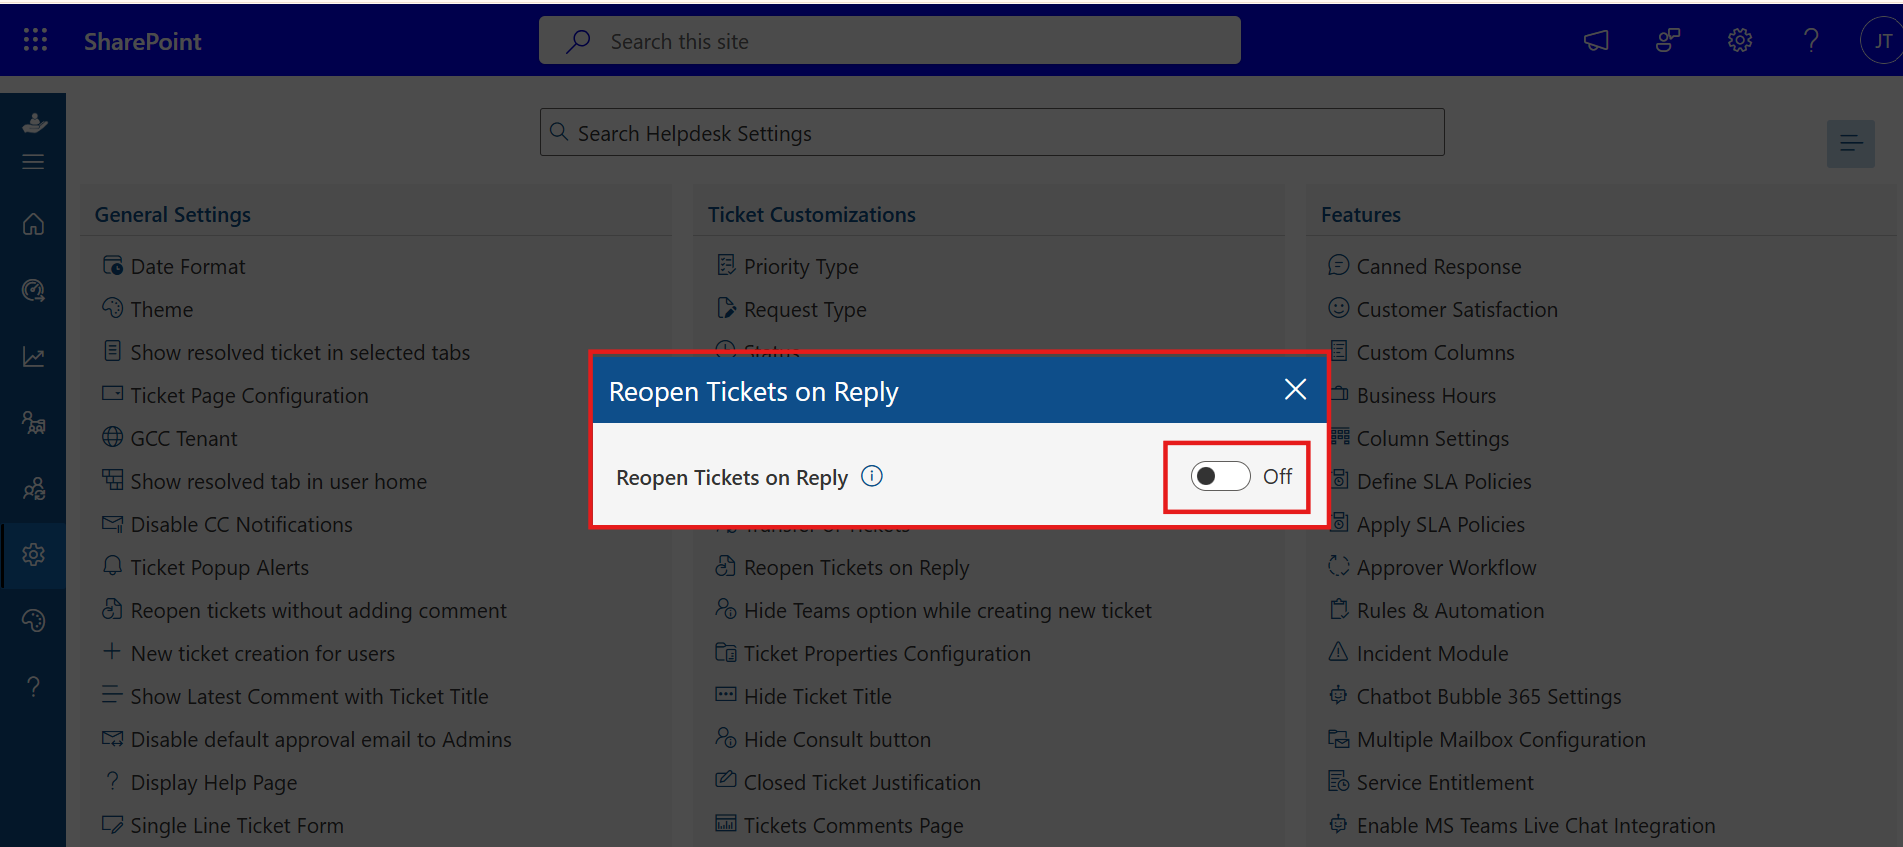 SharePoint
Search this site
JT
Search Helpdesk Settings
General Settings
Date Format
Theme
Show resolved ticket in selected tabs
Ticket Page Configuration
GCC Tenant
Show resolved tab in user home
Disable CC Notifications
Ticket Popup Alerts
Reopen tickets without adding comment
New ticket creation for users
Show Latest Comment with Ticket Title
Disable default approval email to Admins
Display Help Page
Single Line Ticket Form
Ticket Customizations
Priority Type
Request Type
Status
Reopen Tickets on Reply
Reopen Tickets on Reply
Off
Transfer of Tickets
Reopen Tickets on Reply
Hide Teams option while creating new ticket
Ticket Properties Configuration
Hide Ticket Title
Hide Consult button
Closed Ticket Justification
Tickets Comments Page
Features
Canned Response
Customer Satisfaction
Custom Columns
Business Hours
Column Settings
Define SLA Policies
Apply SLA Policies
Approver Workflow
Rules & Automation
Incident Module
Chatbot Bubble 365 Settings
Multiple Mailbox Configuration
Service Entitlement
Enable MS Teams Live Chat Integration